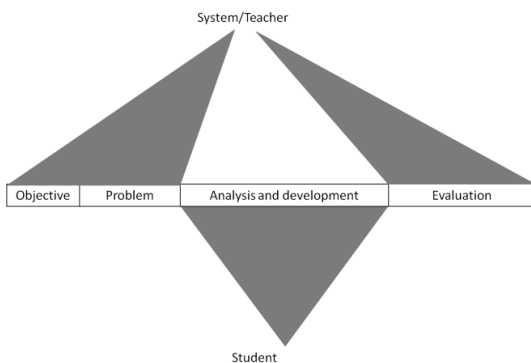 System/Teacher
Objective Problem Analysis and development Evaluation
Student